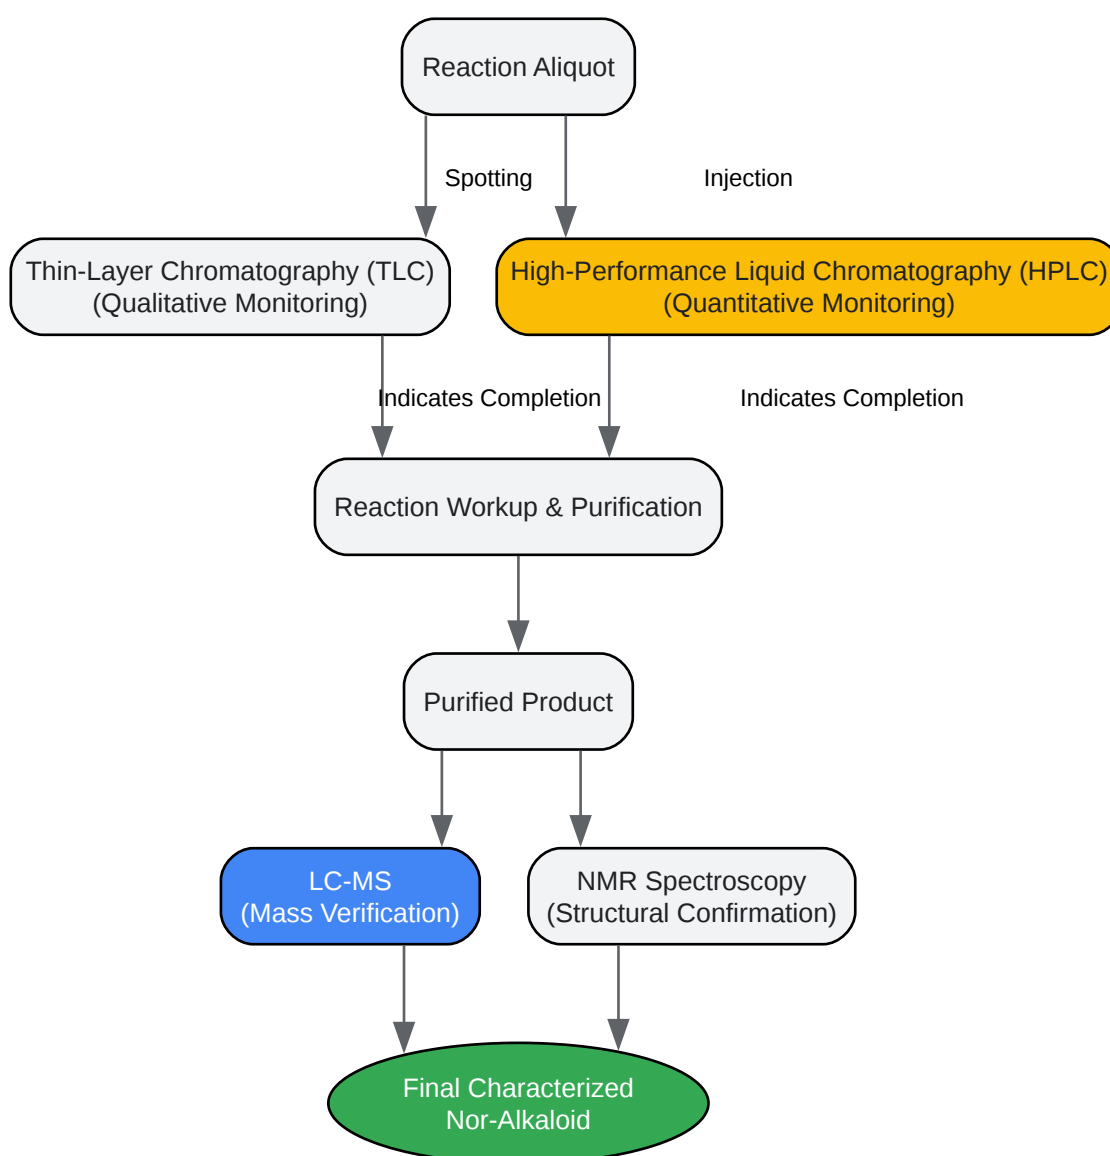 Reaction Aliquot
Spotting
Injection
Thin-Layer Chromatography (TLC)
(Qualitative Monitoring)
High-Performance Liquid Chromatography (HPLC)
(Quantitative Monitoring)
Indicates Completion
Indicates Completion
Reaction Workup & Purification
Purified Product
LC-MS
(Mass Verification)
NMR Spectroscopy
(Structural Confirmation)
Final Characterized
Nor-Alkaloid